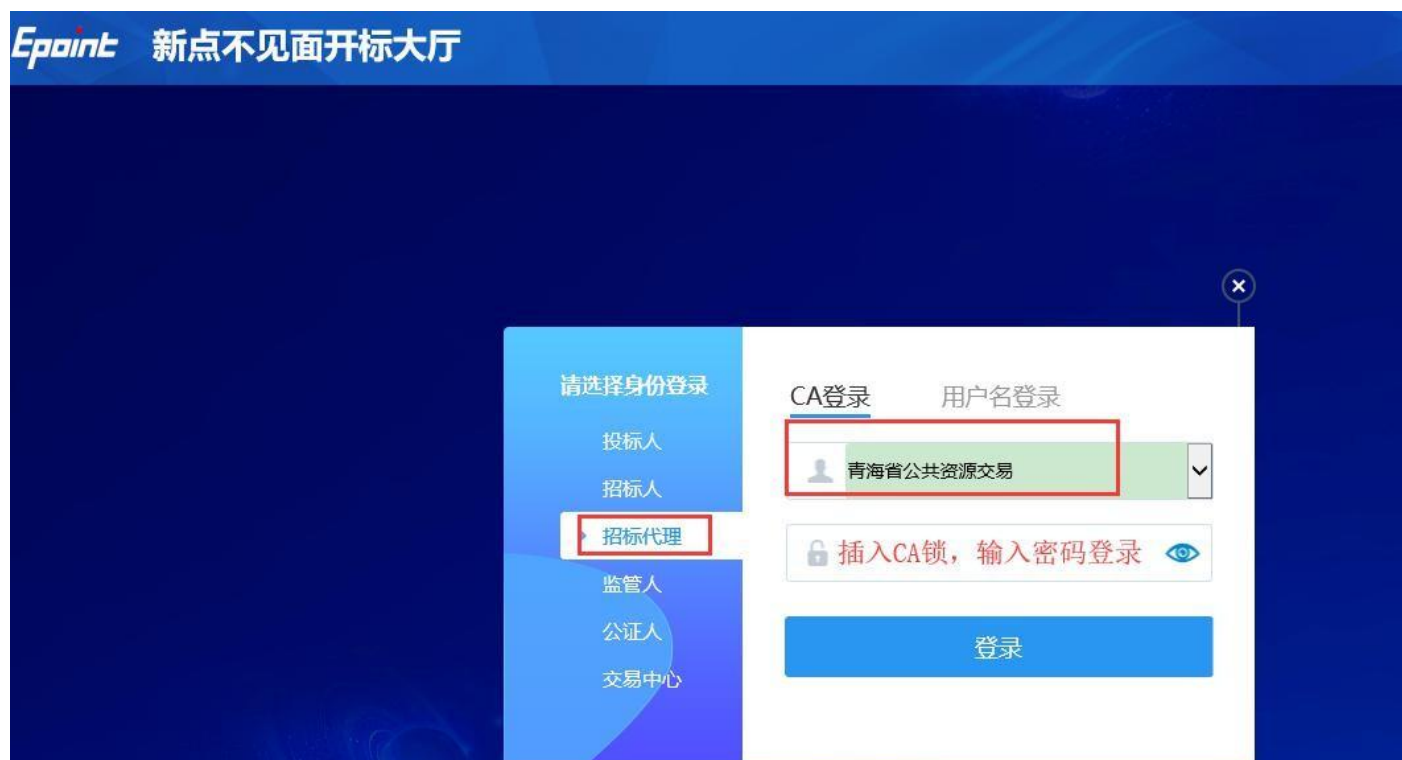 Epoint 新点不见面开标大厅
请选择身份登录
投标人
招标人
招标代理
监管人
公证人
交易中心
CA登录 用户名登录
青海省公共资源交易
插入CA锁，输入密码登录
登录